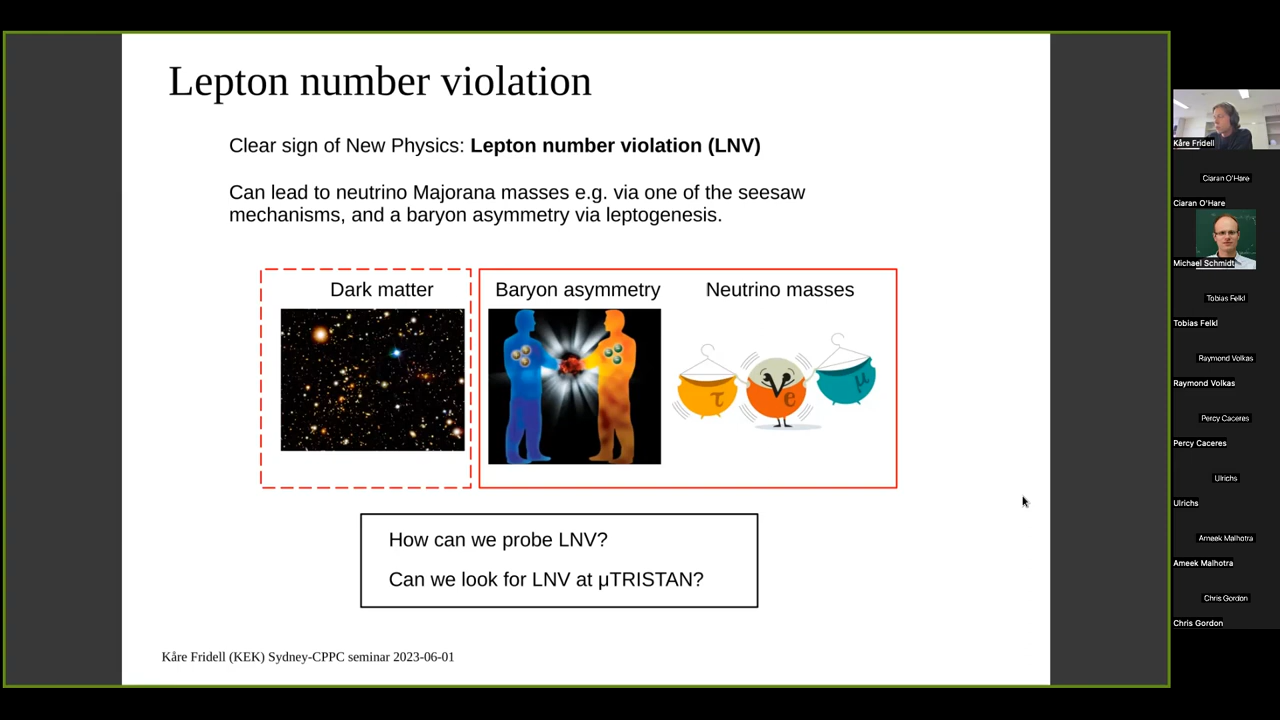 Lepton number violation
Clear sign of New Physics: Lepton number violation (LNV)
Can lead to neutrino Majorana masses e.g. via one of the seesaw
mechanisms, and a baryon asymmetry via leptogenesis.
Dark matter
Baryon asymmetry
Neutrino masses
τ
ν
e
μ
How can we probe LNV?
Can we look for LNV at μTRISTAN?
Kåre Fridell (KEK) Sydney-CPPC seminar 2023-06-01
Kåre Fridell
Ciaran O'Hare
Ciaran O'Hare
Michael Schmidt
Tobias Felkl
Tobias Felkl
Raymond Volkas
Raymond Volkas
Percy Caceres
Percy Caceres
Ulrichs
Ulrichs
Ameek Malhotra
Ameek Malhotra
Chris Gordon
Chris Gordon